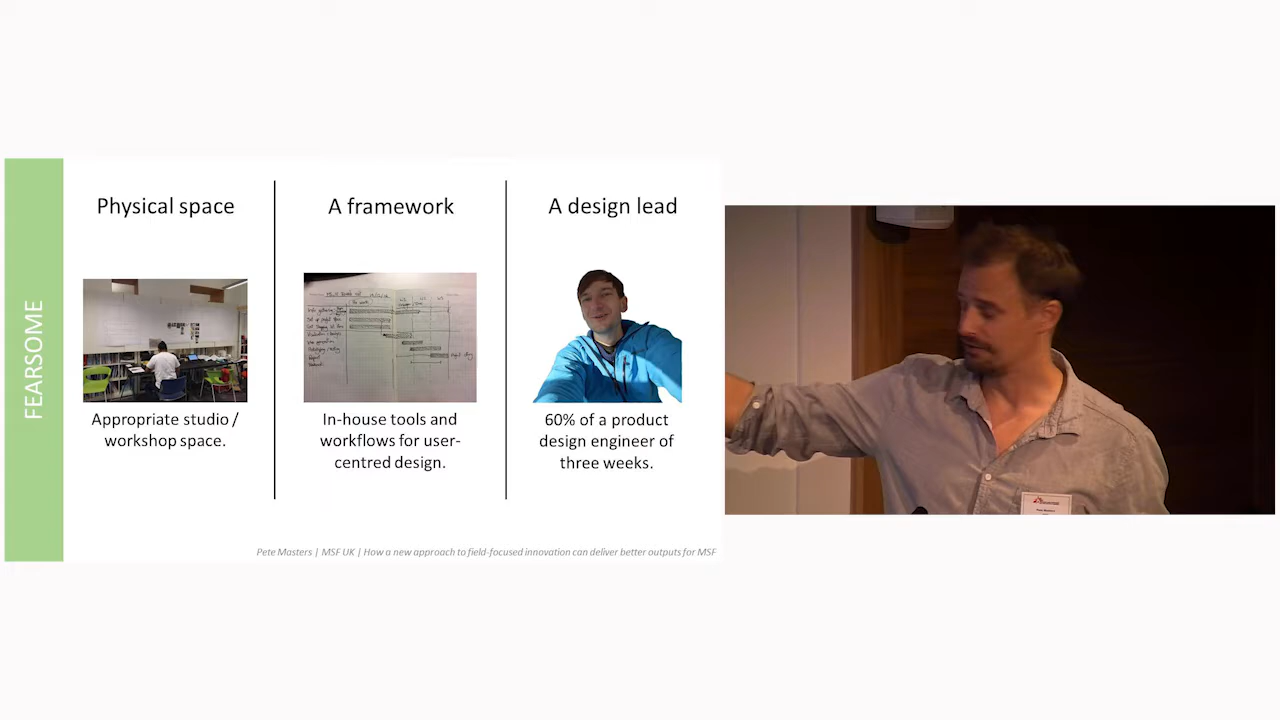 FEARSOME
Physical space
A framework
A design lead
Appropriate studio /
workshop space.
In-house tools and
workflows for user-
centred design.
60% of a product
design engineer of
three weeks.
Pete Masters | MSF UK | How a new approach to field-focused innovation can deliver better outputs for MSF